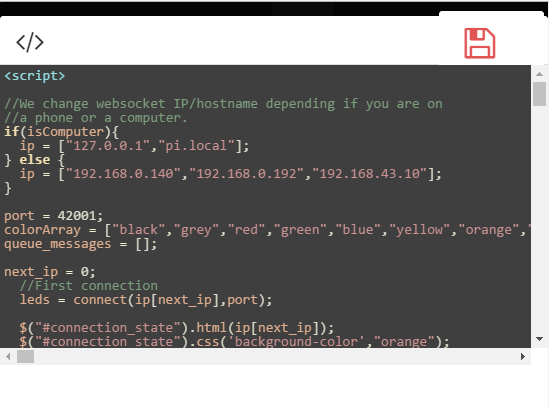 </>
<script>
//We change websocket IP/hostname depending if you are on
//a phone or a computer.
if(isComputer){
  ip = ["127.0.0.1","pi.local"];
} else {
  ip = ["192.168.0.140","192.168.0.192","192.168.43.10"];
}
port = 42001;
colorArray = ["black","grey","red","green","blue","yellow","orange","
queue_messages = [];
next_ip = 0;
  //First connection
  leds = connect(ip[next_ip],port);
  $("#connection_state").html(ip[next_ip]);
  $("#connection_state").css('background-color',"orange");